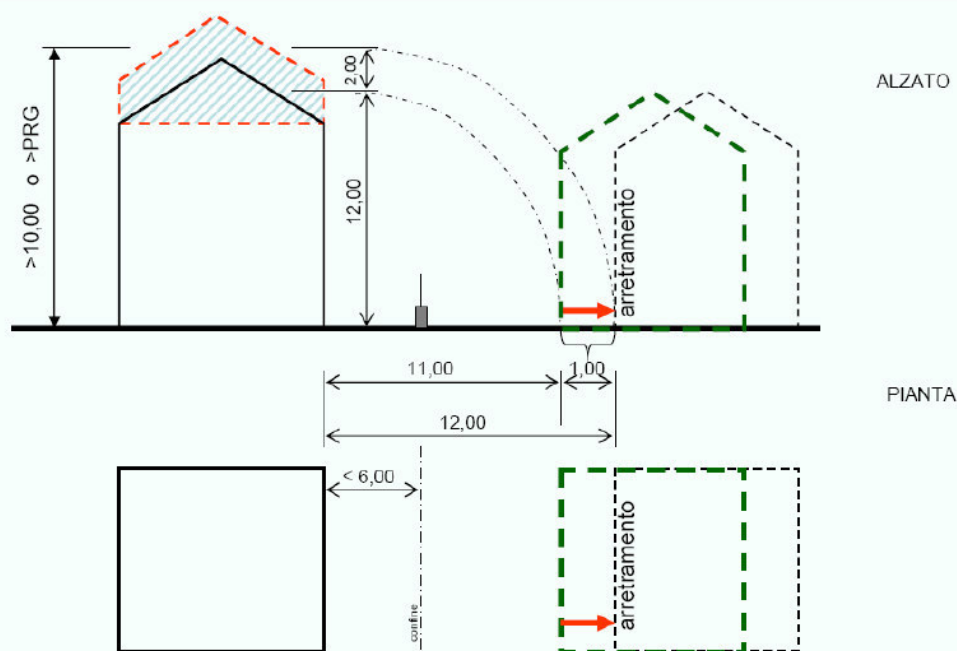 ALZATO
>10,00 o >PRG
2,00
12,00
arretramento
11,00
1,00
PIANTA
12,00
< 6,00
confine
arretramento